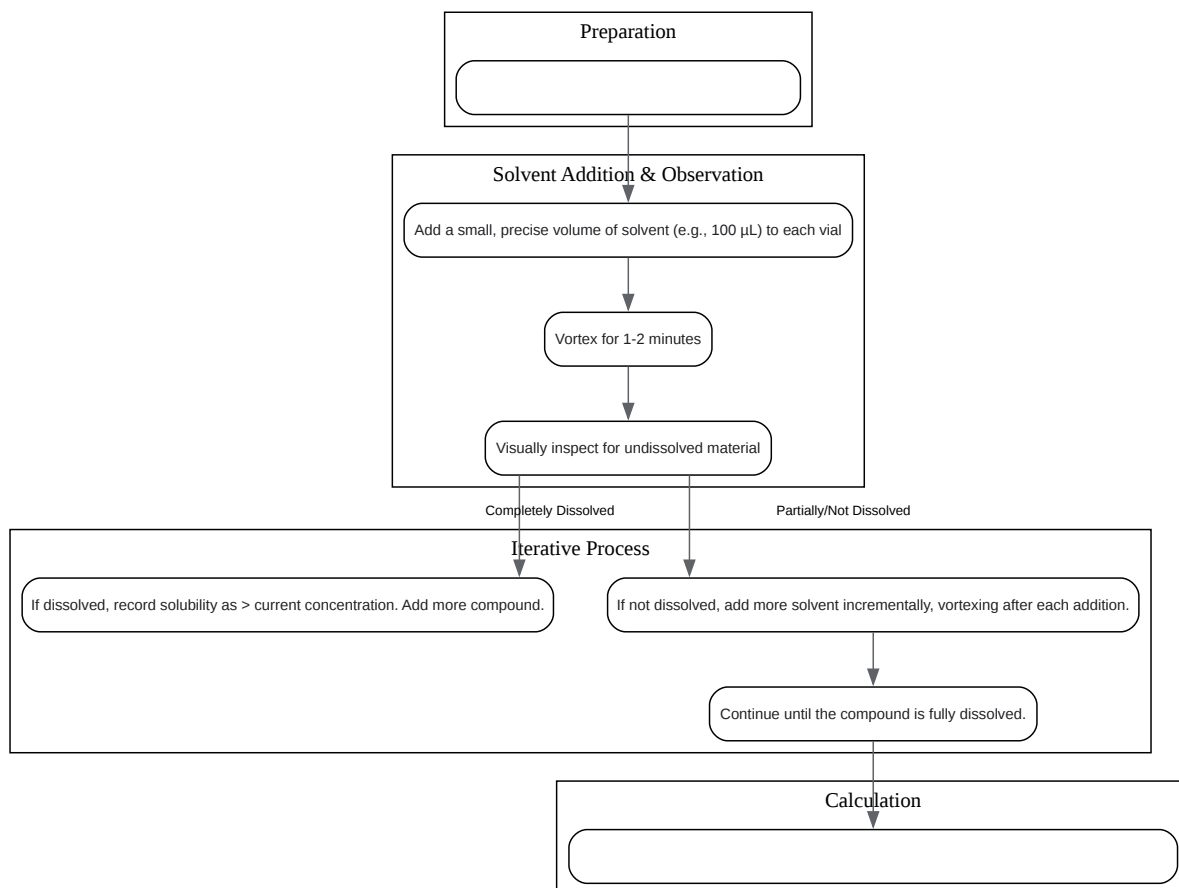 Preparation
Solvent Addition & Observation
Add a small, precise volume of solvent (e.g., 100 µL) to each vial
Vortex for 1-2 minutes
Visually inspect for undissolved material
Completely Dissolved
Partially/Not Dissolved
Iterative Process
If dissolved, record solubility as > current concentration. Add more compound.
If not dissolved, add more solvent incrementally, vortexing after each addition.
Continue until the compound is fully dissolved.
Calculation